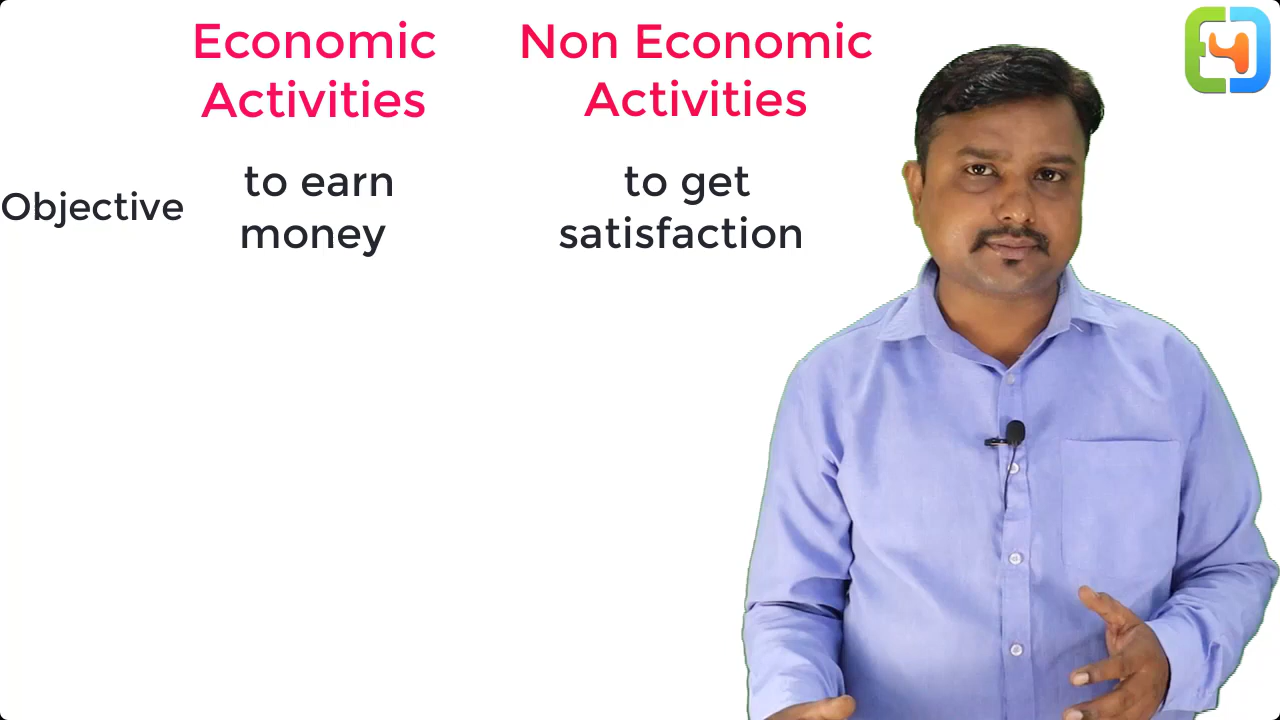 Economic
Activities
Non Economic
Activities
Objective
to earn
money
to get
satisfaction